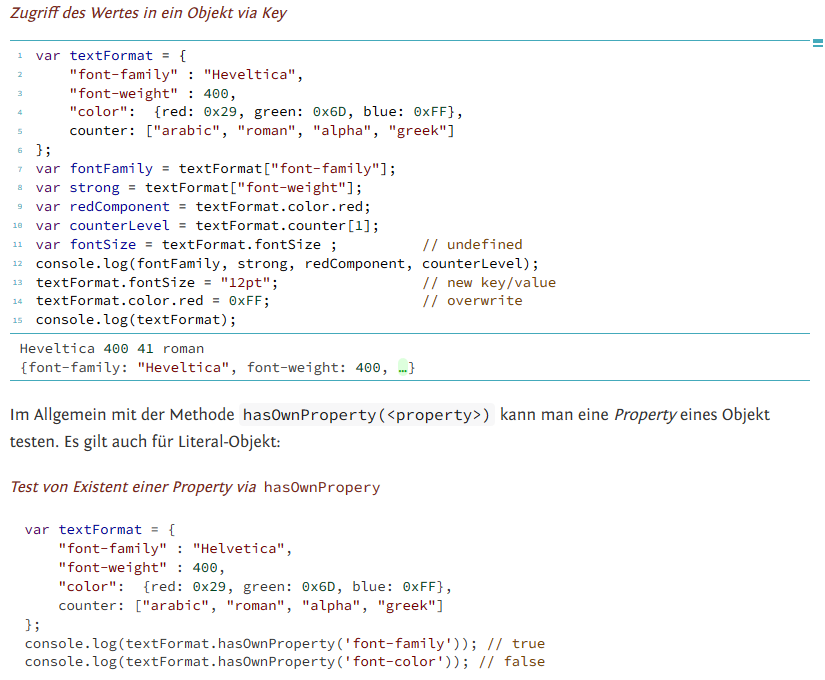 Zugriff des Wertes in ein Objekt via Key
1 var textFormat = {
2 "font-family" : "Heveltica",
3 "font-weight" : 400,
4 "color":  {red: 0x29, green: 0x6D, blue: 0xFF},
5 counter: ["arabic", "roman", "alpha", "greek"]
6 };
7 var fontFamily = textFormat["font-family"];
8 var strong = textFormat["font-weight"];
9 var redComponent = textFormat.color.red;
10 var counterLevel = textFormat.counter[1];
11 var fontSize = textFormat.fontSize ; // undefined
12 console.log(fontFamily, strong, redComponent, counterLevel);
13 textFormat.fontSize = "12pt"; // new key/value
14 textFormat.color.red = 0xFF; // overwrite
15 console.log(textFormat);
Heveltica 400 41 roman
{font-family: "Heveltica", font-weight: 400, …}
Im Allgemein mit der Methode hasOwnProperty(<property>) kann man eine Property eines Objekt
testen. Es gilt auch für Literal-Objekt:
Test von Existent einer Property via hasOwnPropery
var textFormat = {
"font-family" : "Helvetica",
"font-weight" : 400,
"color":  {red: 0x29, green: 0x6D, blue: 0xFF},
counter: ["arabic", "roman", "alpha", "greek"]
};
console.log(textFormat.hasOwnProperty('font-family')); // true
console.log(textFormat.hasOwnProperty('font-color')); // false